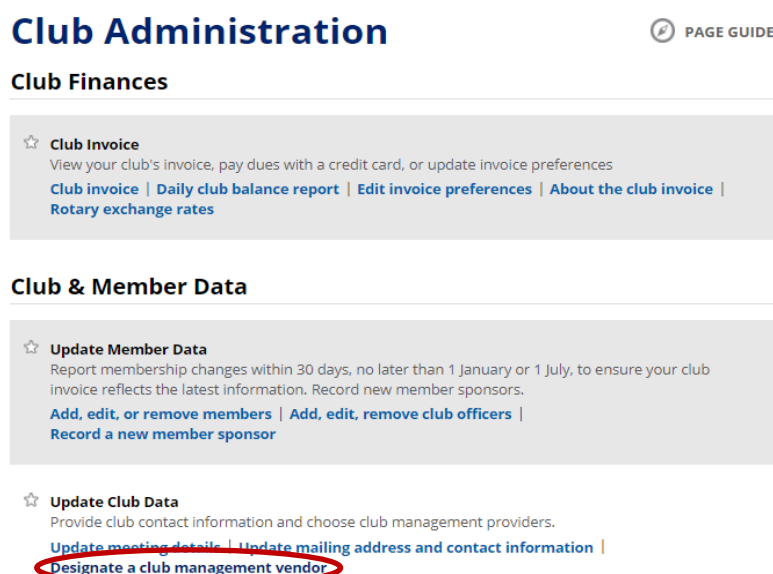 Club Administration
PAGE GUIDE
Club Finances
Club Invoice
View your club's invoice, pay dues with a credit card, or update invoice preferences
Club invoice | Daily club balance report | Edit invoice preferences | About the club invoice |
Rotary exchange rates
Club & Member Data
Update Member Data
Report membership changes within 30 days, no later than 1 January or 1 July, to ensure your club
invoice reflects the latest information. Record new member sponsors.
Add, edit, or remove members | Add, edit, remove club officers |
Record a new member sponsor
Update Club Data
Provide club contact information and choose club management providers.
Update meeting details | Update mailing address and contact information |
Designate a club management vendor